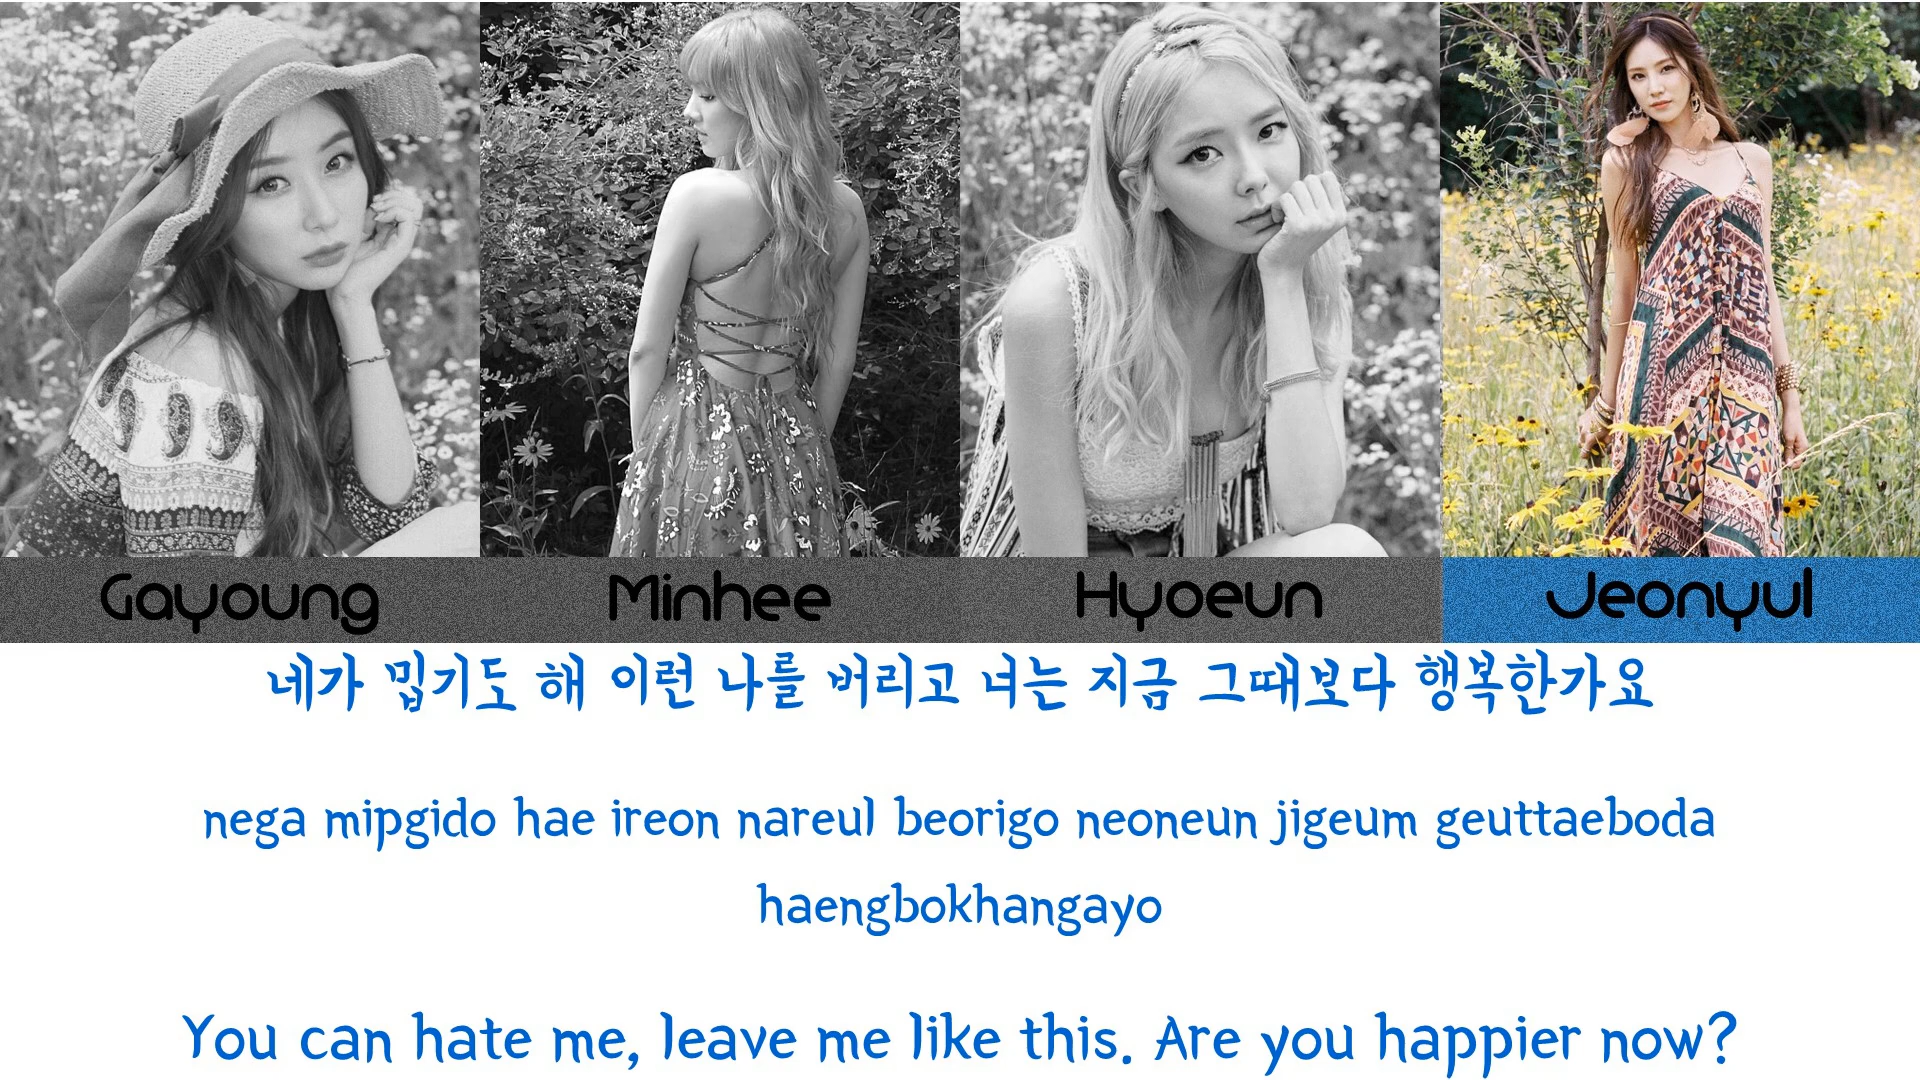 Gayoung
Minhee
Hyoeun
Jeonyul
네가 밉기도 해 이런 나를 버리고 너는 지금 그때보다 행복한가요
nega mipgido hae ireon nareul beorigo neoneun jigeum geuttaeboda
haengbokhangayo
You can hate me, leave me like this. Are you happier now?